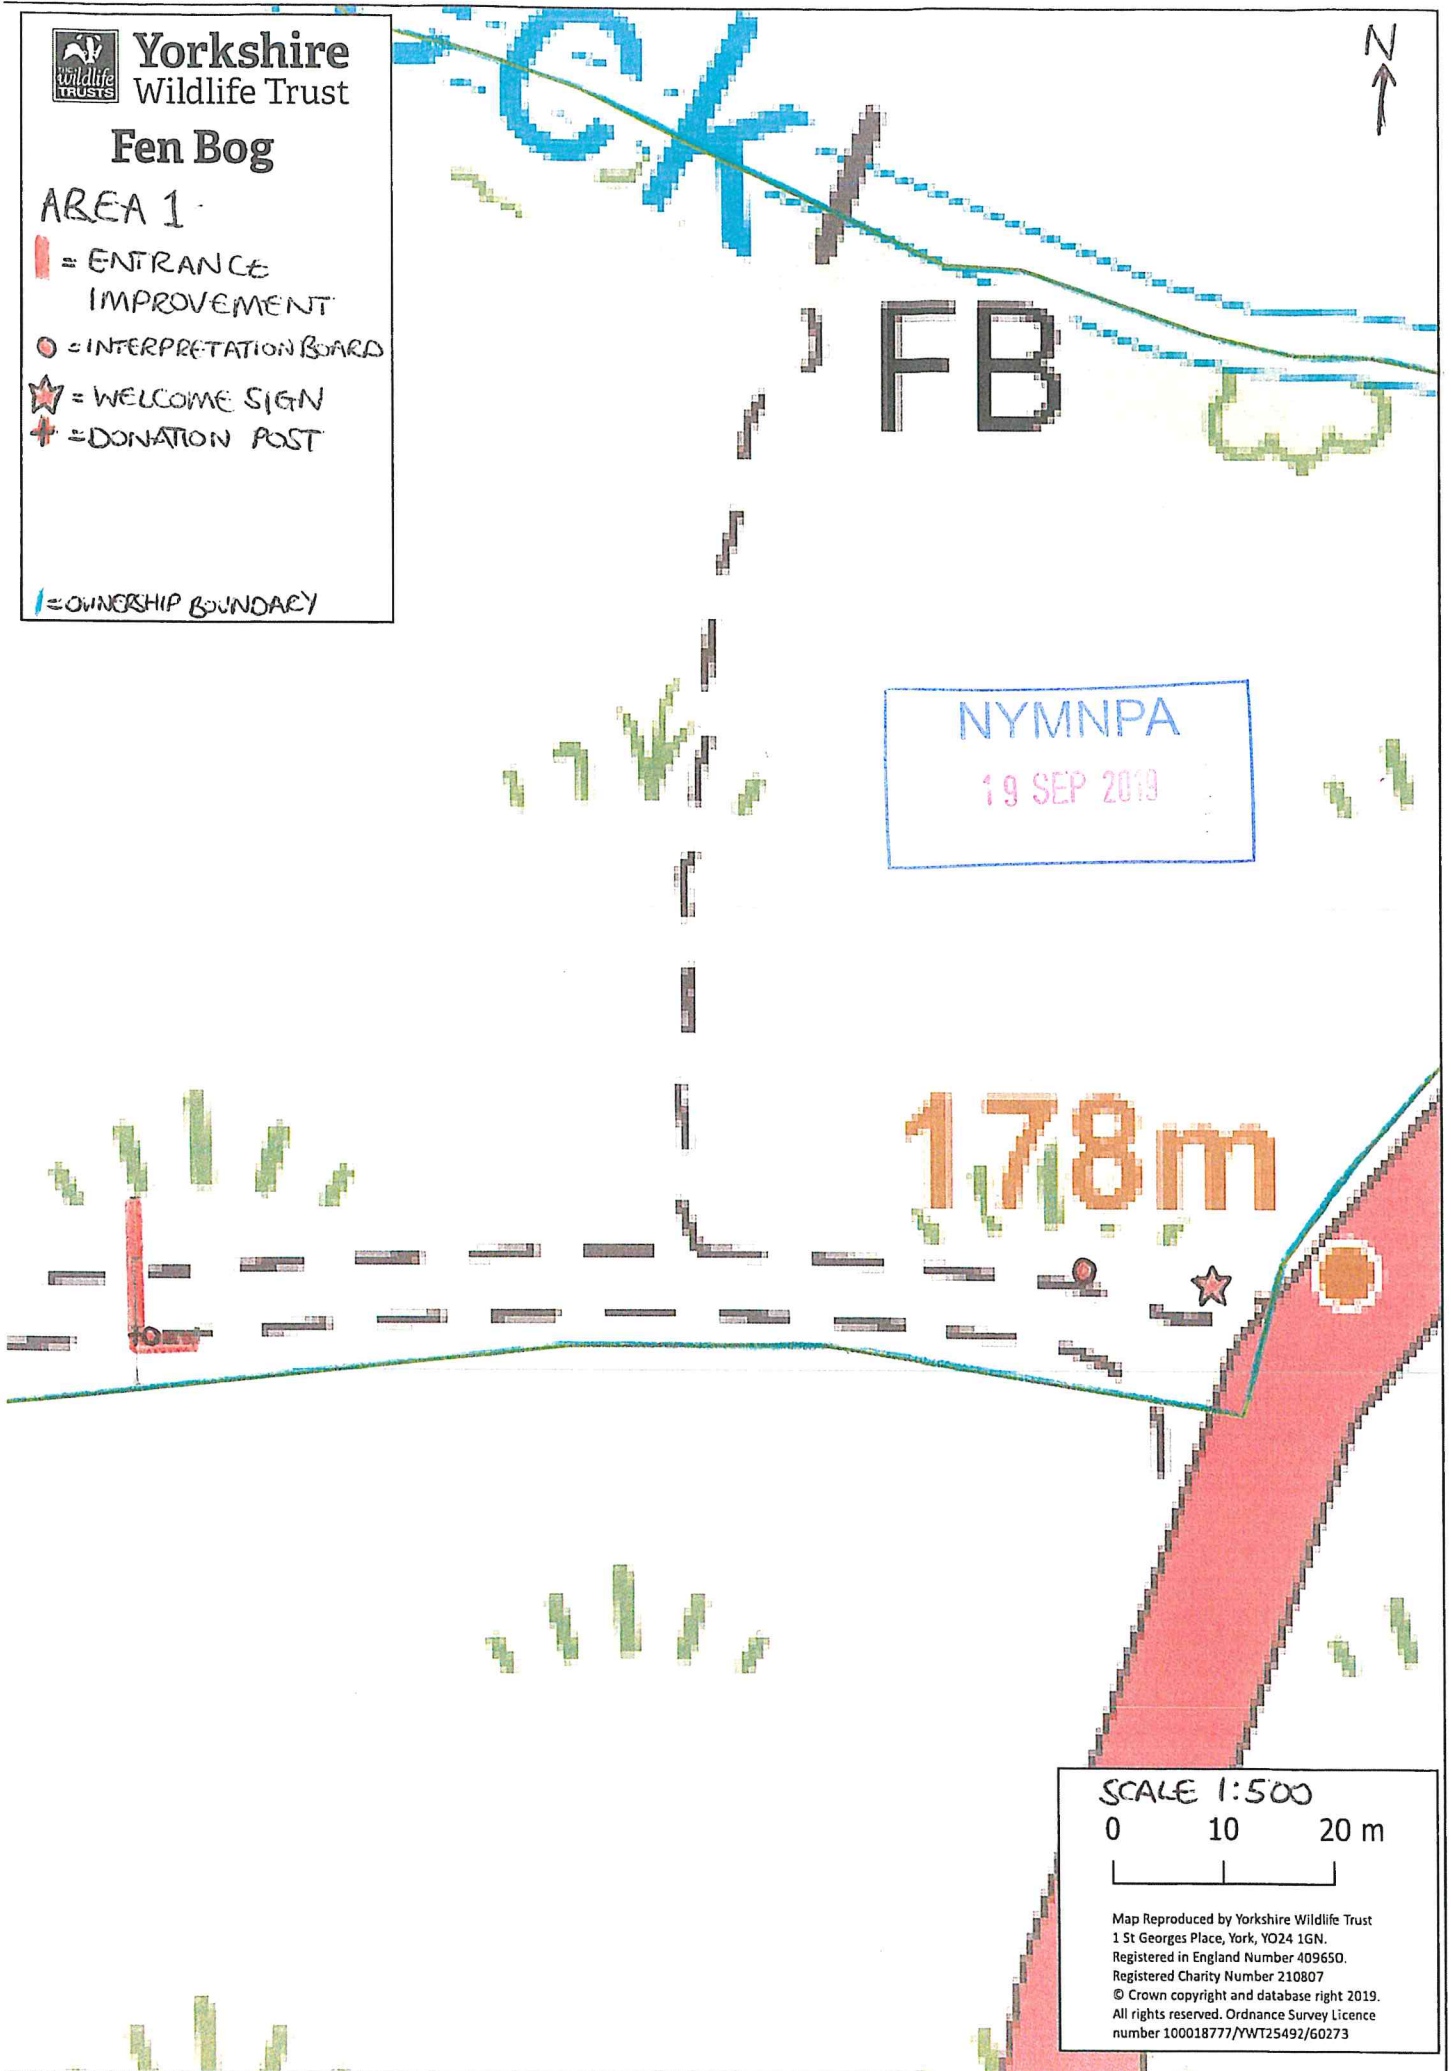 THE
wildlife
TRUSTS
Yorkshire
Wildlife Trust
Fen Bog
AREA 1
= ENTRANCE
IMPROVEMENT
= INTERPRETATION BOARD
= WELCOME SIGN
= DONATION POST
= OWNERSHIP BOUNDARY
CK
N
FB
NYMNPA
19 SEP 2019
178m
SCALE 1:500
0 10 20 m
Map Reproduced by Yorkshire Wildlife Trust
1 St Georges Place, York, YO24 1GN.
Registered in England Number 409650.
Registered Charity Number 210807
© Crown copyright and database right 2019.
All rights reserved. Ordnance Survey Licence
number 100018777/YWT25492/60273